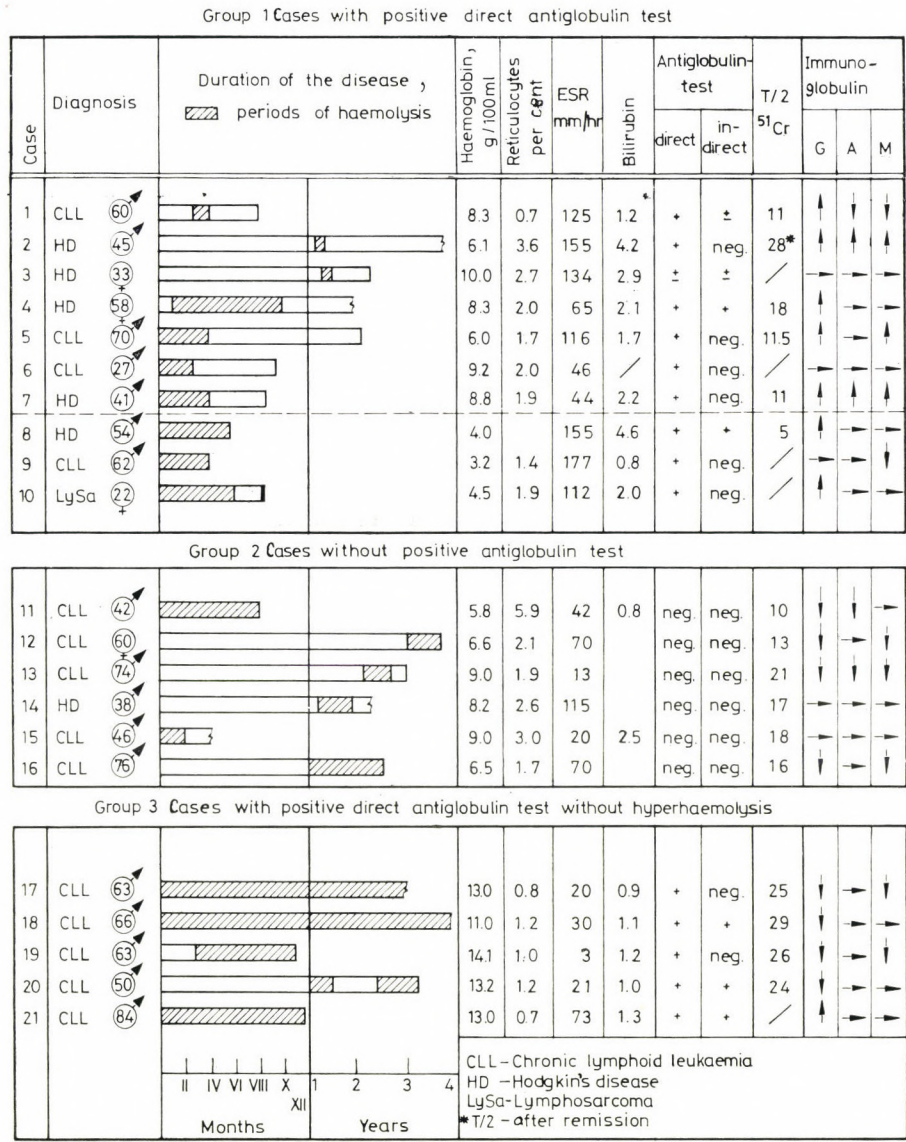 Group 1 Cases with positive direct antiglobulin test
Case Diagnosis Duration of the disease, periods of haemolysis Haemoglobin, g/100ml Reticulocytes per cent ESR mm/hr Bilirubin Antiglobulin-test direct in-direct T/2 51Cr Immuno-globulin G A M
1 CLL 60 ♂ 8.3 0.7 125 1.2 + ± 11 ↑ ↓ ↓
2 HD 45 ♂ 6.1 3.6 155 4.2 + neg. 28* ↑ ↑ ↑
3 HD 33 ♀ 10.0 2.7 134 2.9 ± ± / → → →
4 HD 58 ♀ 8.3 2.0 65 2.1 + + 18 ↑ → →
5 CLL 70 ♂ 6.0 1.7 116 1.7 + neg. 11.5 ↑ → ↑
6 CLL 27 ♂ 9.2 2.0 46 / + neg. / → → →
7 HD 41 ♂ 8.8 1.9 44 2.2 + neg. 11 ↑ ↑ ↑
8 HD 54 ♂ 4.0 155 4.6 + + 5 ↑ → →
9 CLL 62 ♂ 3.2 1.4 177 0.8 + neg. / → → ↓
10 LySa 22 ♀ 4.5 1.9 112 2.0 + neg. / ↑ → →
Group 2 Cases without positive antiglobulin test
11 CLL 42 ♂ 5.8 5.9 42 0.8 neg. neg. 10 ↓ ↓ →
12 CLL 60 ♀ 6.6 2.1 70 neg. neg. 13 ↓ → ↓
13 CLL 74 ♂ 9.0 1.9 13 neg. neg. 21 ↓ ↓ ↓
14 HD 38 ♂ 8.2 2.6 115 neg. neg. 17 → → →
15 CLL 46 ♂ 9.0 3.0 20 2.5 neg. neg. 18 → → →
16 CLL 76 ♂ 6.5 1.7 70 neg. neg. 16 ↓ → ↓
Group 3 Cases with positive direct antiglobulin test without hyperhaemolysis
17 CLL 63 ♂ 13.0 0.8 20 0.9 + neg. 25 ↓ → ↓
18 CLL 66 ♂ 11.0 1.2 30 1.1 + + 29 ↓ → →
19 CLL 63 ♂ 14.1 1.0 3 1.2 + neg. 26 ↓ → ↓
20 CLL 50 ♂ 13.2 1.2 21 1.0 + + 24 ↓ → →
21 CLL 84 ♂ 13.0 0.7 73 1.3 + + / ↑ → →
II IV VI VIII X XII 1 2 3 4
Months Years
CLL-Chronic lymphoid leukaemia
HD -Hodgkin's disease
LySa-Lymphosarcoma
*T/2 -after remission